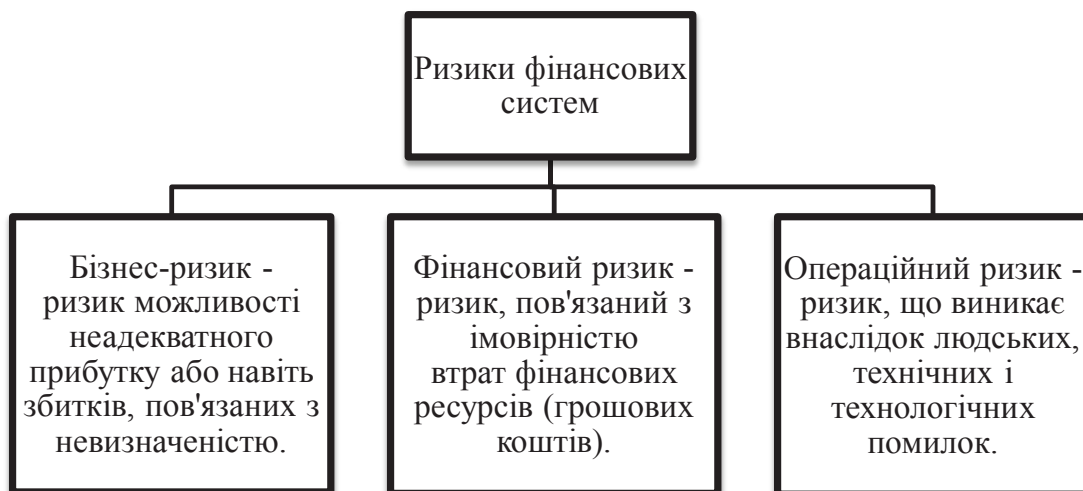 Ризики фінансових
систем
Бізнес-ризик -
ризик можливості
неадекватного
прибутку або навіть
збитків, пов'язаних з
невизначеністю.
Фінансовий ризик -
ризик, пов'язаний з
імовірністю
втрат фінансових
ресурсів (грошових
коштів).
Операційний ризик -
ризик, що виникає
внаслідок людських,
технічних і
технологічних
помилок.